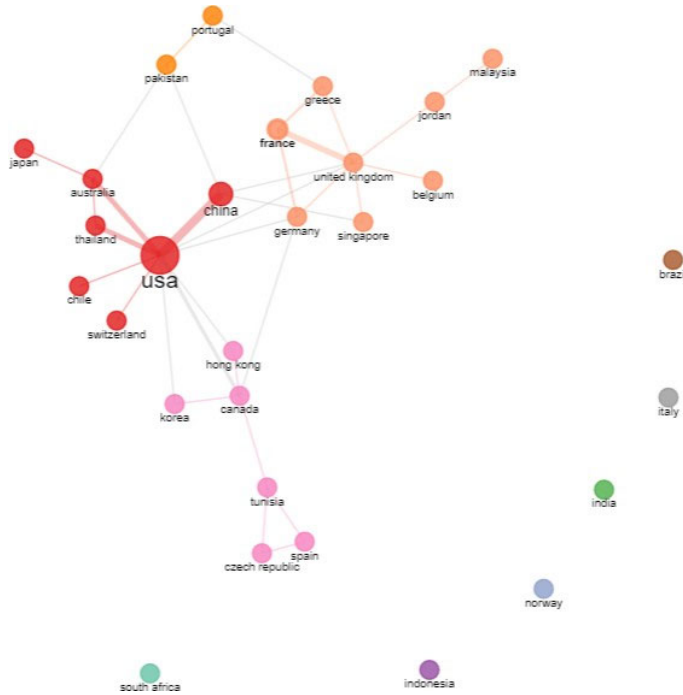 portugal
pakistan
malaysia
greece
jordan
france
japan
united kingdom
australia
belgium
china
germany
singapore
thailand
usa
brazi
chile
switzerland
hong kong
canada
italy
korea
tunisia
india
spain
czech republic
norway
south africa
indonesia